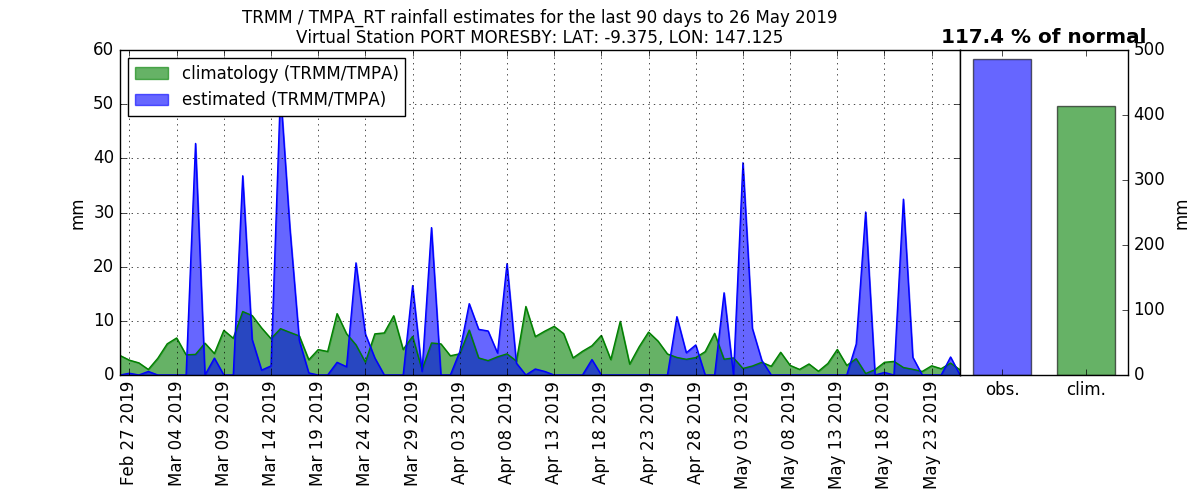 TRMM / TMPA_RT rainfall estimates for the last 90 days to 26 May 2019
Virtual Station PORT MORESBY: LAT: -9.375, LON: 147.125
117.4 % of normal
climatology (TRMM/TMPA)
estimated (TRMM/TMPA)
mm
60
50
40
30
20
10
0
Feb 27 2019
Mar 04 2019
Mar 09 2019
Mar 14 2019
Mar 19 2019
Mar 24 2019
Mar 29 2019
Apr 03 2019
Apr 08 2019
Apr 13 2019
Apr 18 2019
Apr 23 2019
Apr 28 2019
May 03 2019
May 08 2019
May 13 2019
May 18 2019
May 23 2019
obs.
clim.
500
400
300
200
100
0
mm